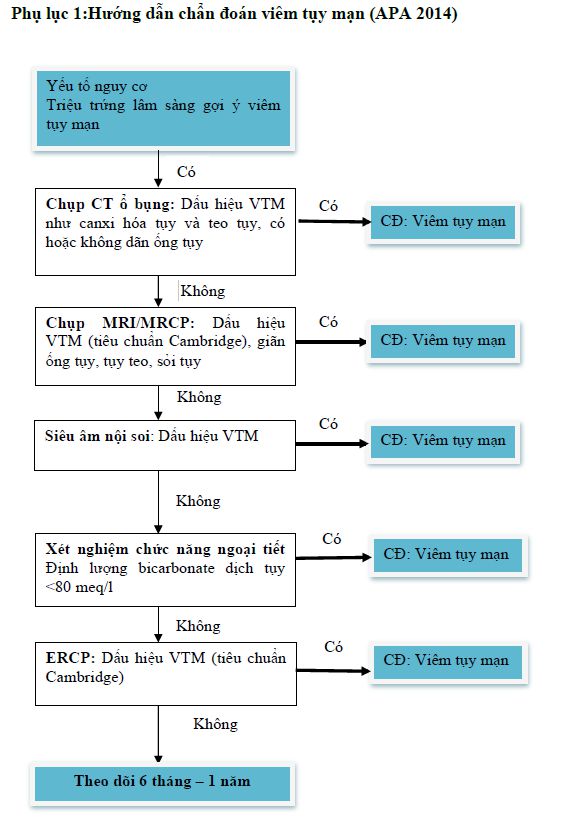 Phụ lục 1:Hướng dẫn chẩn đoán viêm tụy mạn (APA 2014)
Yếu tố nguy cơ
Triệu trứng lâm sàng gợi ý viêm
tụy mạn
Có
Chụp CT ổ bụng: Dấu hiệu VTM
như canxi hóa tụy và teo tụy, có
hoặc không dãn ống tụy
Có
CĐ: Viêm tụy mạn
Không
Chụp MRI/MRCP: Dấu hiệu
VTM (tiêu chuẩn Cambridge), giãn
ống tụy, tụy teo, sỏi tụy
Có
CĐ: Viêm tụy mạn
Không
Siêu âm nội soi: Dấu hiệu VTM
Có
CĐ: Viêm tụy mạn
Không
Xét nghiệm chức năng ngoại tiết
Định lượng bicarbonate dịch tụy
<80 meq/l
Có
CĐ: Viêm tụy mạn
Không
ERCP: Dấu hiệu VTM (tiêu chuẩn
Cambridge)
Có
CĐ: Viêm tụy mạn
Không
Theo dõi 6 tháng – 1 năm